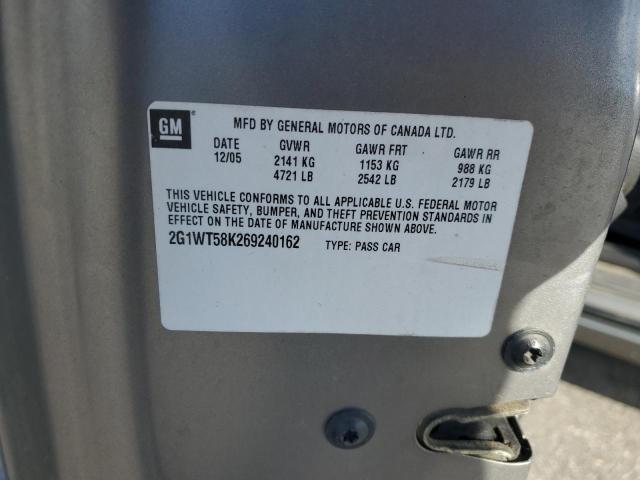 GM
MFD BY GENERAL MOTORS OF CANADA LTD.
DATE GVWR GAWR FRT GAWR RR
12/05 2141 KG 1153 KG 988 KG
4721 LB 2542 LB 2179 LB
THIS VEHICLE CONFORMS TO ALL APPLICABLE U.S. FEDERAL MOTOR
VEHICLE SAFETY, BUMPER, AND THEFT PREVENTION STANDARDS IN
EFFECT ON THE DATE OF MANUFACTURE SHOWN ABOVE.
2G1WT58K269240162 TYPE: PASS CAR